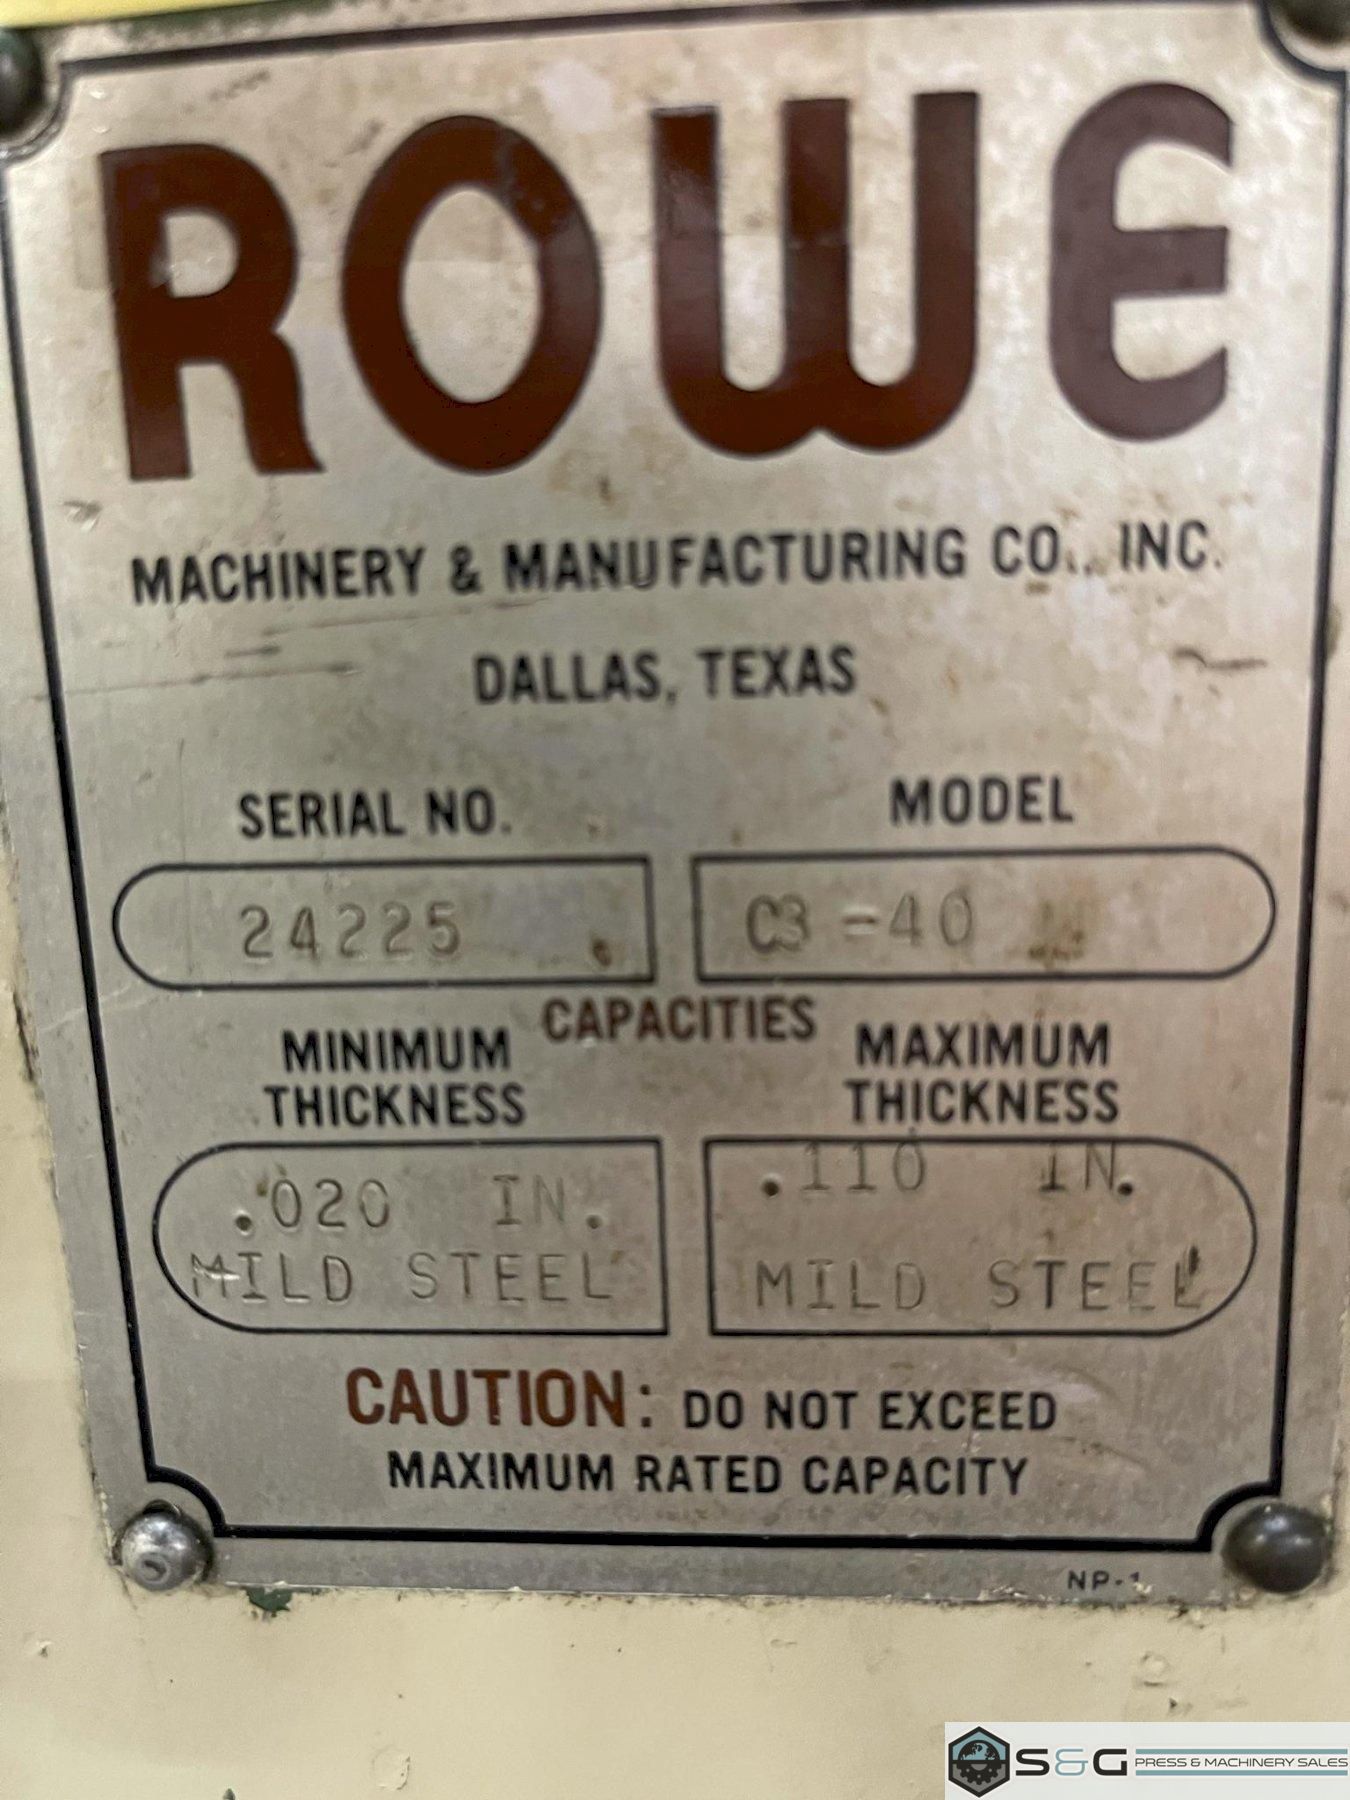 ROWE
MACHINERY & MANUFACTURING CO., INC.
DALLAS, TEXAS
SERIAL NO. MODEL
24225 C3-40
CAPACITIES
MINIMUM THICKNESS MAXIMUM THICKNESS
.020 IN. .110 IN.
MILD STEEL MILD STEEL
CAUTION: DO NOT EXCEED
MAXIMUM RATED CAPACITY
NP-1
S&G PRESS & MACHINERY SALES